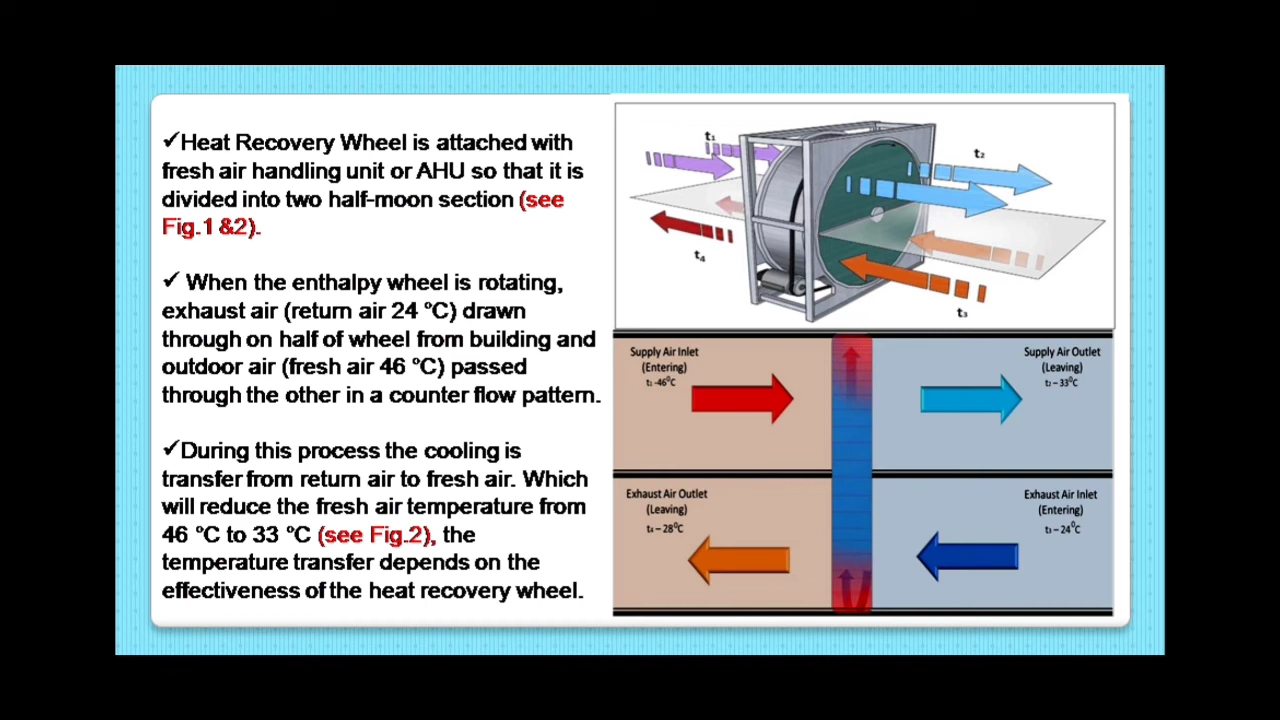 ✓Heat Recovery Wheel is attached with
fresh air handling unit or AHU so that it is
divided into two half-moon section (see
Fig.1 &2).
✓ When the enthalpy wheel is rotating,
exhaust air (return air 24 °C) drawn
through on half of wheel from building and
outdoor air (fresh air 46 °C) passed
through the other in a counter flow pattern.
✓During this process the cooling is
transfer from return air to fresh air. Which
will reduce the fresh air temperature from
46 °C to 33 °C (see Fig.2), the
temperature transfer depends on the
effectiveness of the heat recovery wheel.
t₁
t₂
t₄
t₃
Supply Air Inlet
(Entering)
t₁ -46⁰C
Supply Air Outlet
(Leaving)
t₂ – 33⁰C
Exhaust Air Outlet
(Leaving)
t₄ – 28⁰C
Exhaust Air Inlet
(Entering)
t₃ – 24⁰C